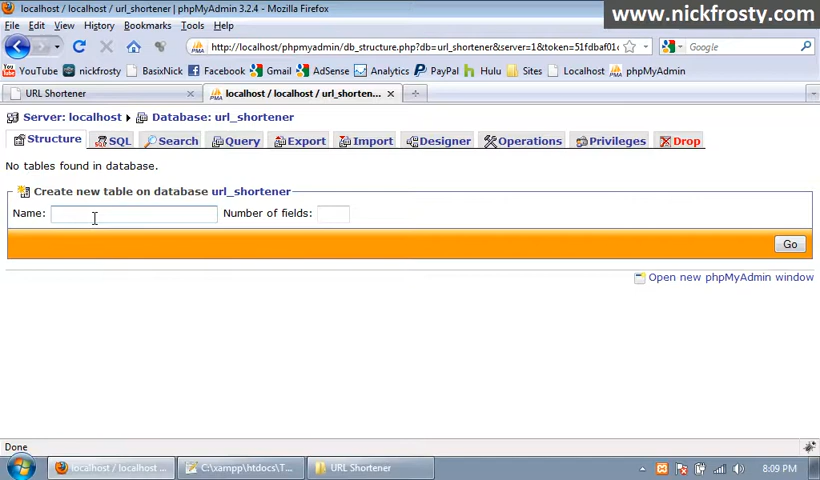 localhost / localhost / url_shortener | phpMyAdmin 3.2.4 - Mozilla Firefox
www.nickfrosty.com
File Edit View History Bookmarks Tools Help
http://localhost/phpmyadmin/db_structure.php?db=url_shortener&server=1&token=51fdbaf01
Google
YouTube nickfrosty BasixNick Facebook Gmail AdSense Analytics PayPal Hulu Sites Localhost phpMyAdmin
URL Shortener
localhost / localhost / url_shorten...
Server: localhost Database: url_shortener
Structure SQL Search Query Export Import Designer Operations Privileges Drop
No tables found in database.
Create new table on database url_shortener
Name: Number of fields:
Go
Open new phpMyAdmin window
Done
localhost / localhost ...
C:\xampp\htdocs\T...
URL Shortener
8:09 PM